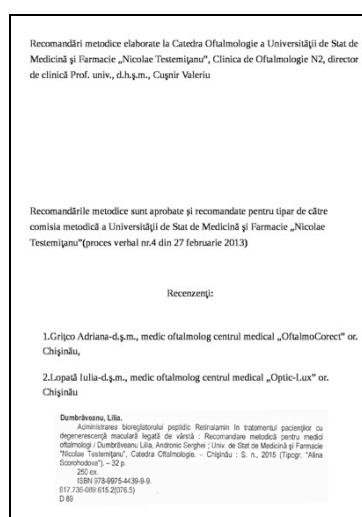 Recomandări metodice elaborate la Catedra Oftalmologie a Universităţii de Stat de
Medicină şi Farmacie „Nicolae Testemiţanu”, Clinica de Oftalmologie N2, director
de clinică Prof. univ., d.h.ş.m., Cuşnir Valeriu
Recomandările metodice sunt aprobate şi recomandate pentru tipar de către
comisia metodică a Universităţii de Stat de Medicină şi Farmacie „Nicolae
Testemiţanu”(proces verbal nr.4 din 27 februarie 2013)
Recenzenţi:
1.Griţco Adriana-d.ş.m., medic oftalmolog centrul medical „OftalmoCorect” or.
Chişinău,
2.Lopată Iulia-d.ş.m., medic oftalmolog centrul medical „Optic-Lux” or.
Chişinău
Dumbrăveanu, Lilia.
Administrarea bioreglatorului peptidic Retinalamin în tratamentul pacienţilor cu
degenerescenţă maculară legată de vârstă : Recomandare metodică pentru medici
oftalmologi / Dumbrăveanu Lilia, Andronic Serghei ; Univ. de Stat de Medicină şi Farmacie
"Nicolae Testemiţanu", Catedra Oftalmologie. – Chişinău : S. n., 2015 (Tipogr. "Alina
Scorohodova"). – 32 p.
250 ex.
ISBN 978-9975-4439-9-9.
617.736-089:615.2(076.5)
D 89